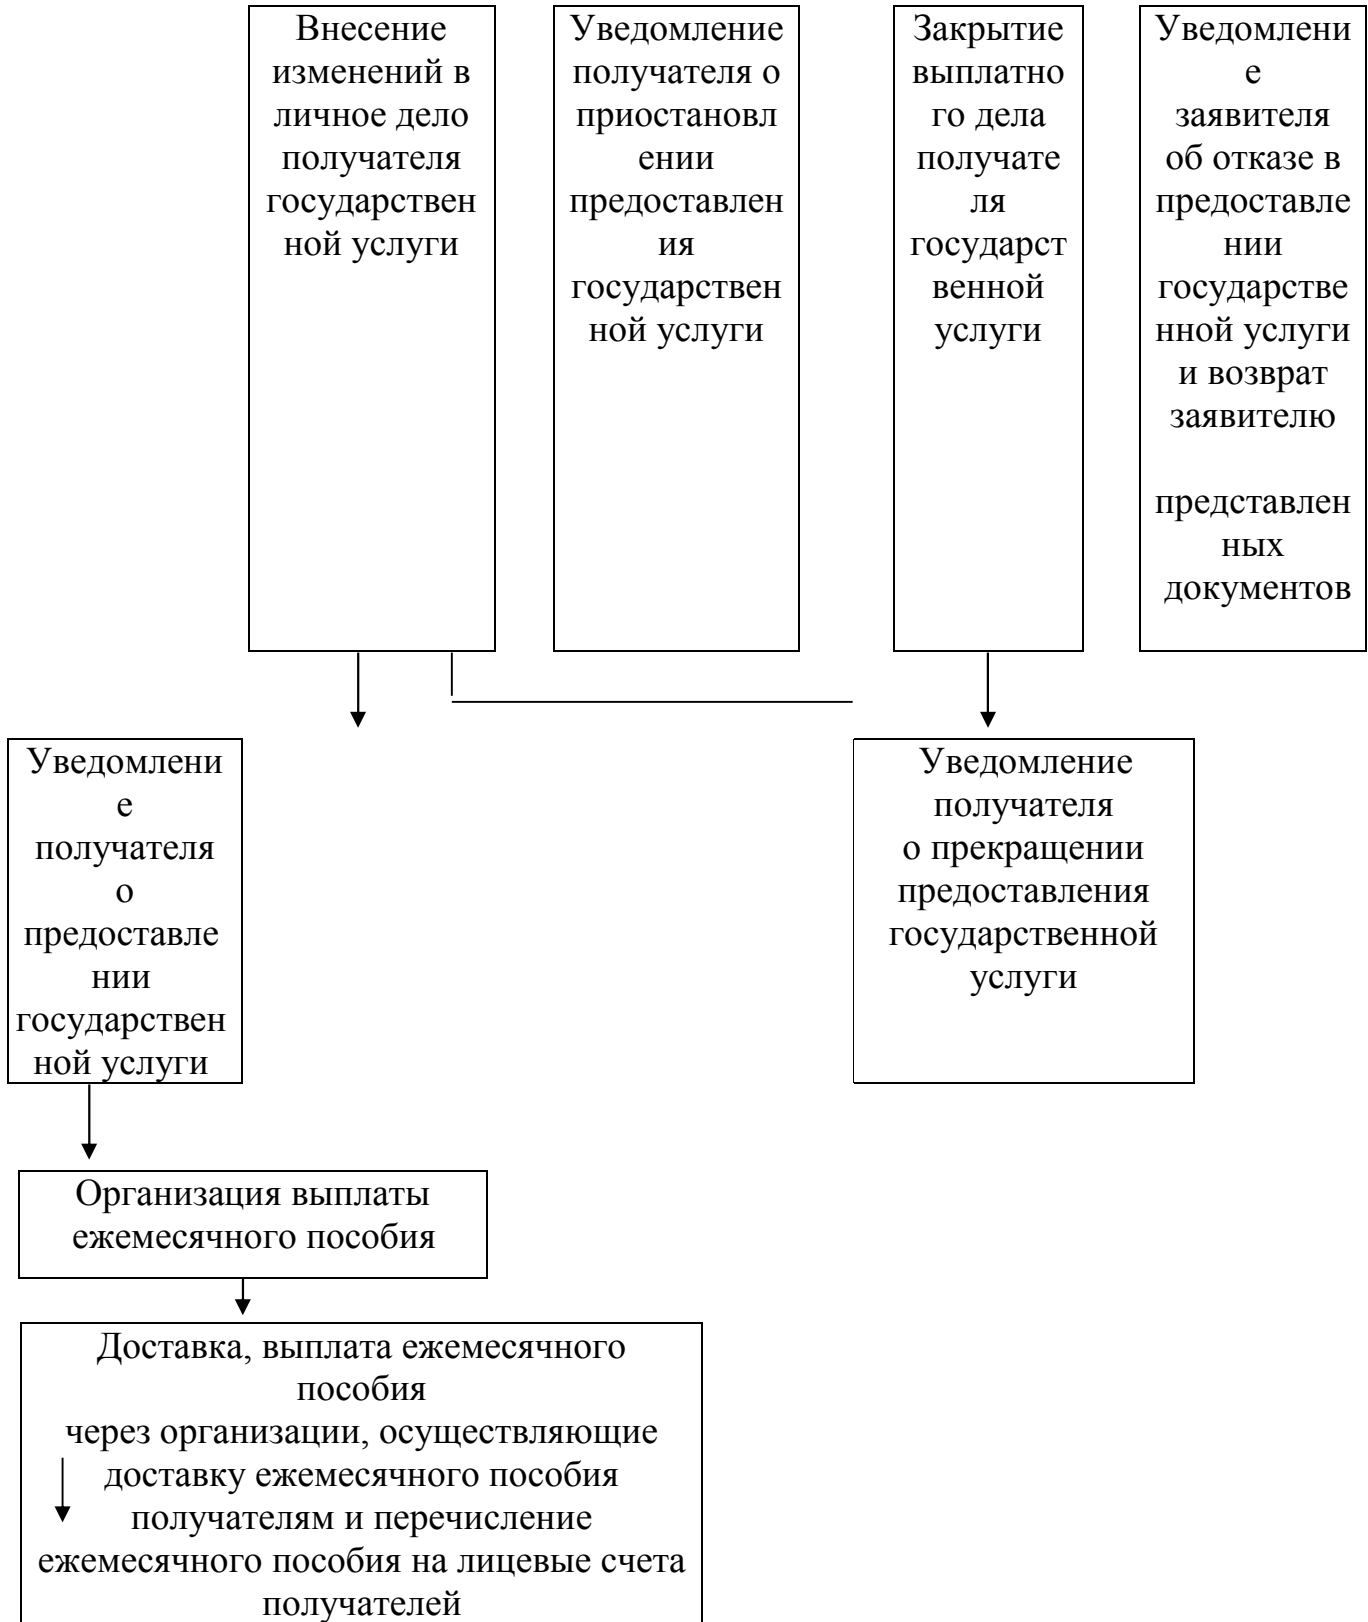 Внесение
изменений в
личное дело
получателя
государствен
ной услуги
Уведомление
получателя о
приостановл
ении
предоставлен
ия
государствен
ной услуги
Закрытие
выплатно
го дела
получате
ля
государст
венной
услуги
Уведомлени
е
заявителя
об отказе в
предоставле
нии
государстве
нной услуги
и возврат
заявителю
представлен
ных
документов
Уведомлени
е
получателя
о
предоставле
нии
государствен
ной услуги
Уведомление
получателя
о прекращении
предоставления
государственной
услуги
Организация выплаты
ежемесячного пособия
Доставка, выплата ежемесячного
пособия
через организации, осуществляющие
доставку ежемесячного пособия
получателям и перечисление
ежемесячного пособия на лицевые счета
получателей